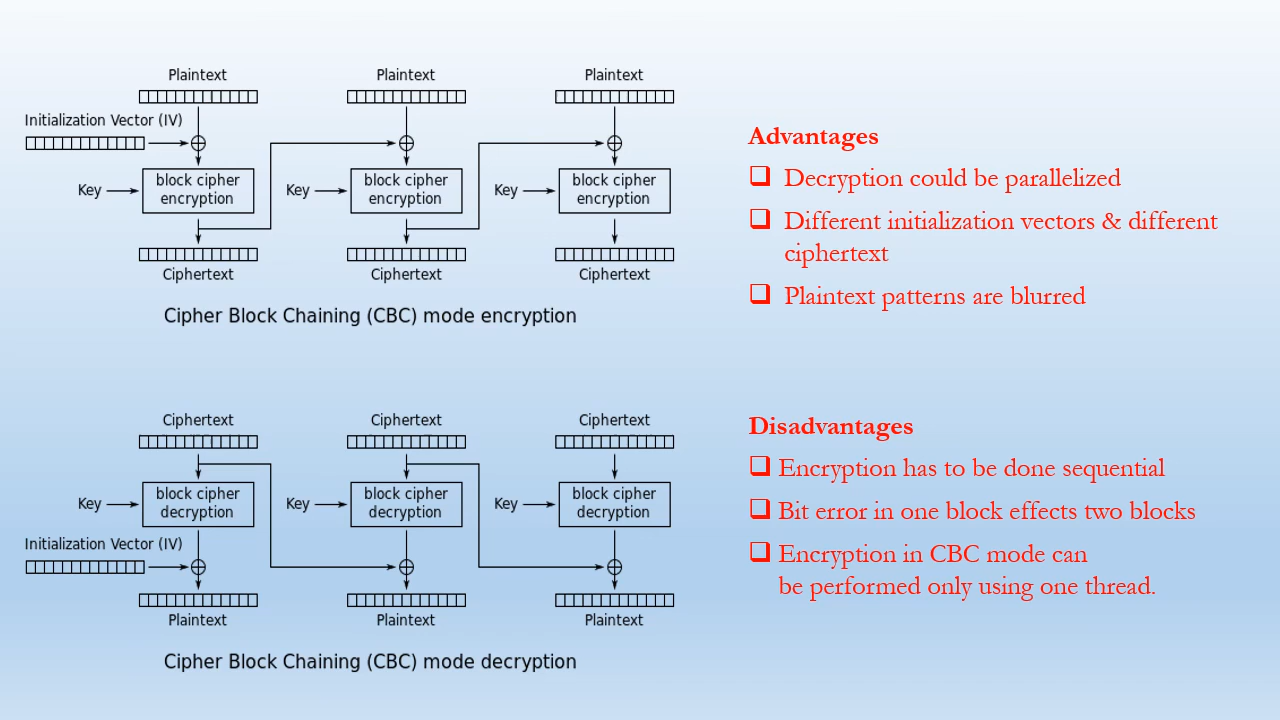 Plaintext Plaintext Plaintext
Initialization Vector (IV)
Key block cipher encryption Key block cipher encryption Key block cipher encryption
Ciphertext Ciphertext Ciphertext
Cipher Block Chaining (CBC) mode encryption
Advantages
Decryption could be parallelized
Different initialization vectors & different
ciphertext
Plaintext patterns are blurred
Ciphertext Ciphertext Ciphertext
Key block cipher decryption Key block cipher decryption Key block cipher decryption
Initialization Vector (IV)
Plaintext Plaintext Plaintext
Cipher Block Chaining (CBC) mode decryption
Disadvantages
Encryption has to be done sequential
Bit error in one block effects two blocks
Encryption in CBC mode can
be performed only using one thread.